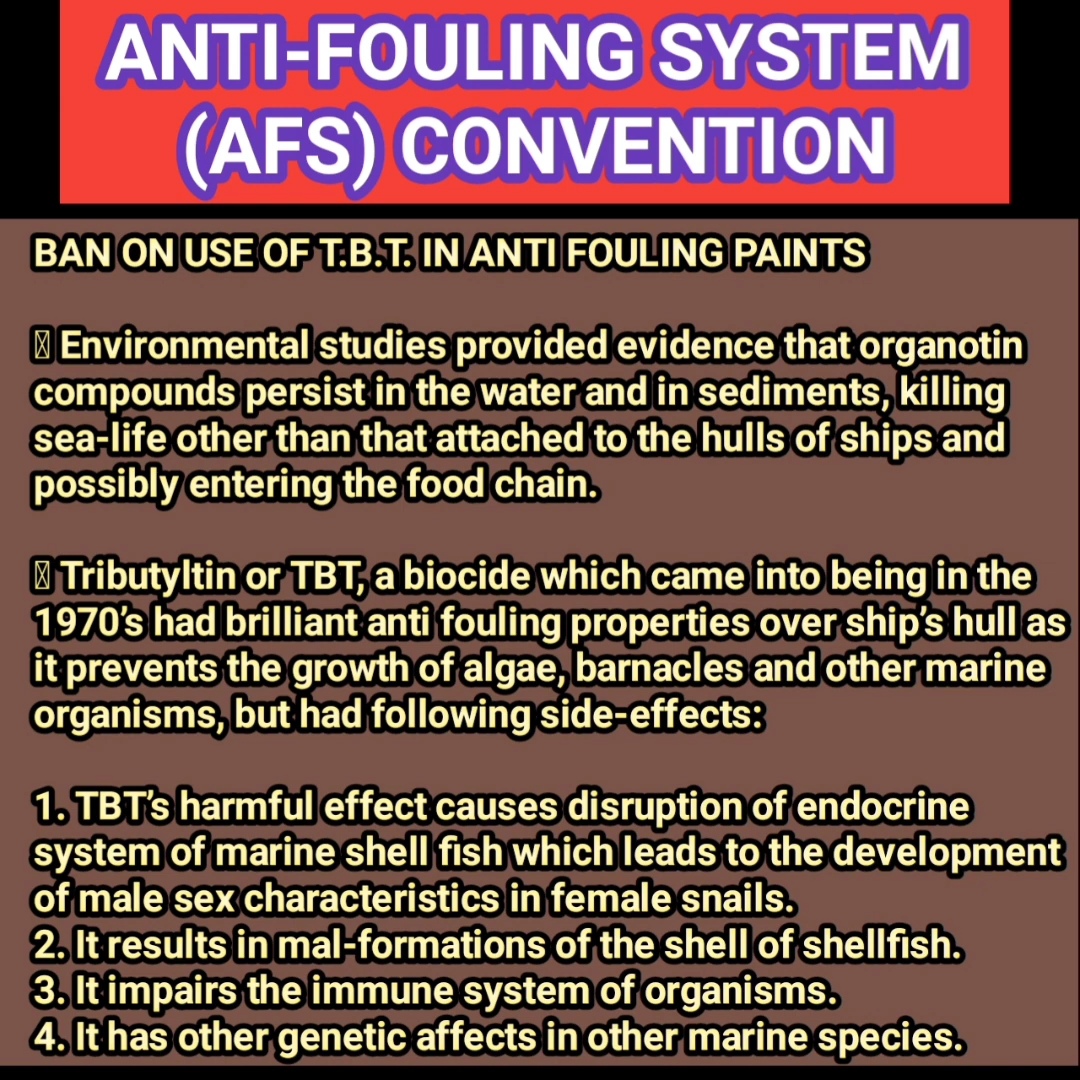 ANTI-FOULING SYSTEM
(AFS) CONVENTION
BAN ON USE OF T.B.T. IN ANTI FOULING PAINTS
Environmental studies provided evidence that organotin
compounds persist in the water and in sediments, killing
sea-life other than that attached to the hulls of ships and
possibly entering the food chain.
Tributyltin or TBT, a biocide which came into being in the
1970’s had brilliant anti fouling properties over ship’s hull as
it prevents the growth of algae, barnacles and other marine
organisms, but had following side-effects:
1. TBT’s harmful effect causes disruption of endocrine
system of marine shell fish which leads to the development
of male sex characteristics in female snails.
2. It results in mal-formations of the shell of shellfish.
3. It impairs the immune system of organisms.
4. It has other genetic affects in other marine species.